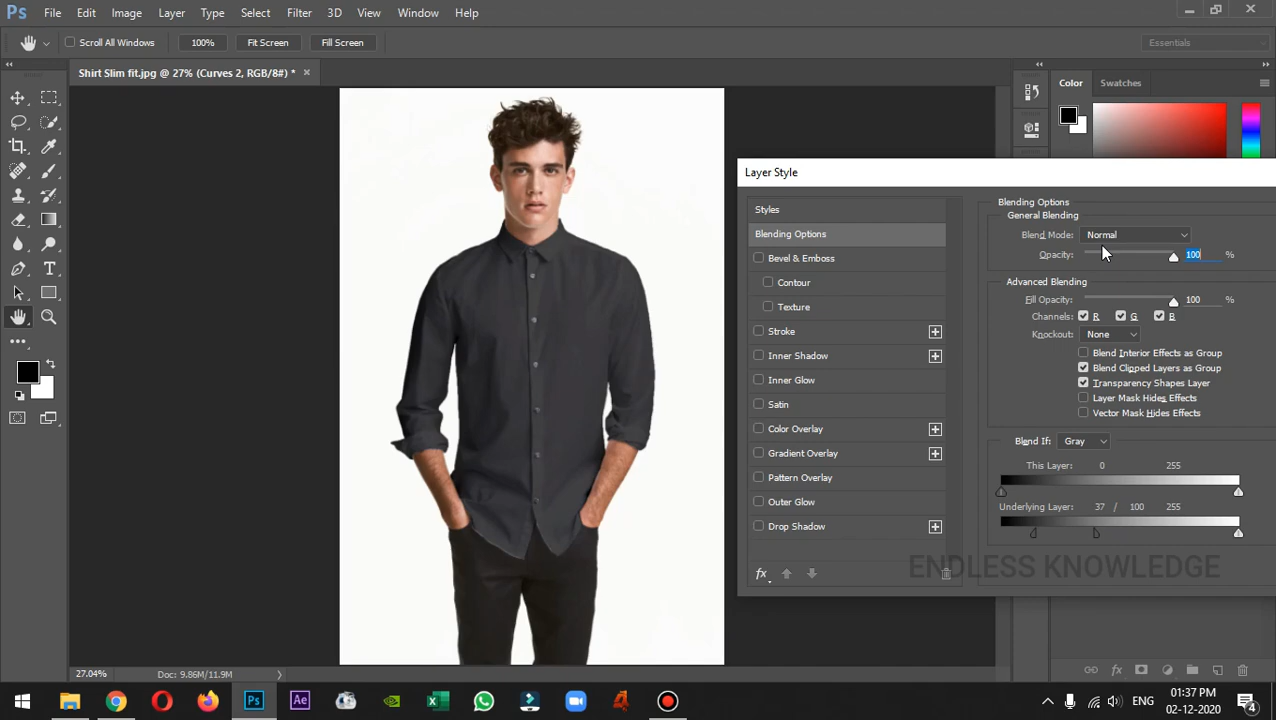 Ps File Edit Image Layer Type Select Filter 3D View Window Help
Scroll All Windows 100% Fit Screen Fill Screen Essentials
Shirt Slim fit.jpg @ 27% (Curves 2, RGB/8#) *
Color Swatches
Layer Style
Styles
Blending Options
Bevel & Emboss
Contour
Texture
Stroke
Inner Shadow
Inner Glow
Satin
Color Overlay
Gradient Overlay
Pattern Overlay
Outer Glow
Drop Shadow
fx
Blending Options
General Blending
Blend Mode: Normal
Opacity: 100 %
Advanced Blending
Fill Opacity: 100 %
Channels: R G B
Knockout: None
Blend Interior Effects as Group
Blend Clipped Layers as Group
Transparency Shapes Layer
Layer Mask Hides Effects
Vector Mask Hides Effects
Blend If: Gray
This Layer: 0 255
Underlying Layer: 37 / 100 255
ENDLESS KNOWLEDGE
fx
27.04% Doc: 9.86M/11.9M
Ps Ae
ENG
01:37 PM
02-12-2020
4